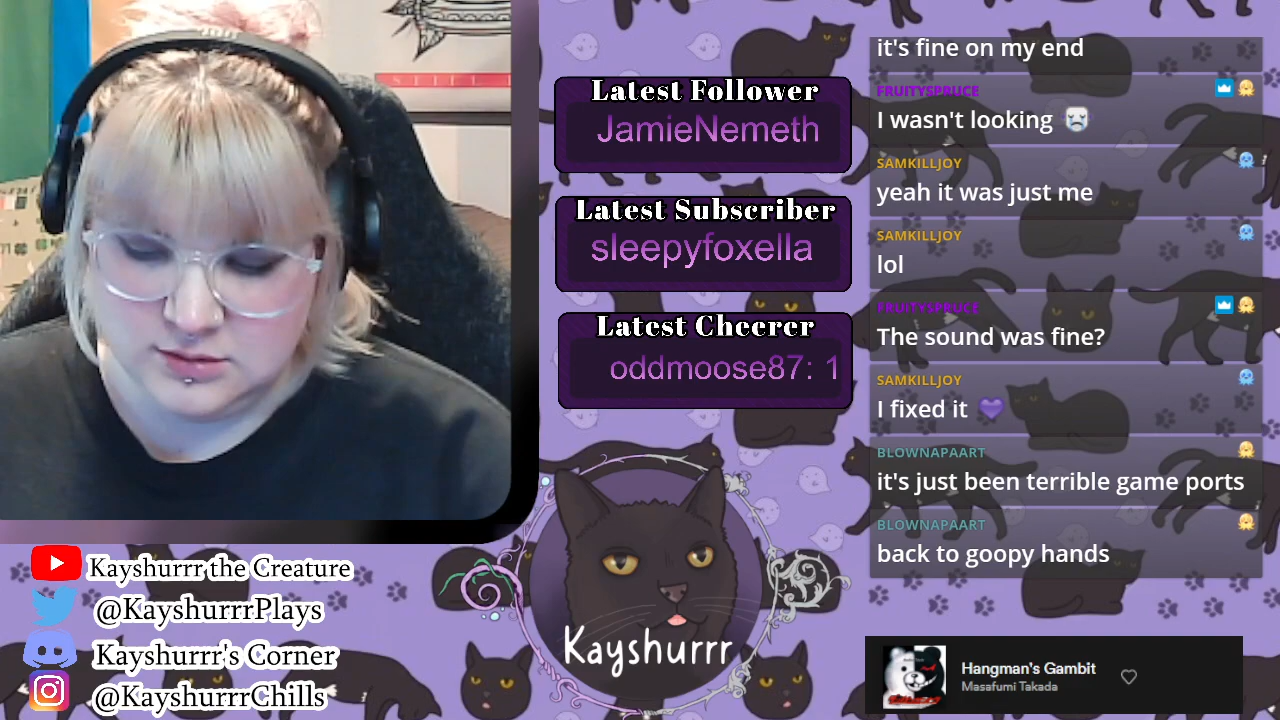 Latest Follower
JamieNemeth
Latest Subscriber
sleepyfoxella
Latest Cheerer
oddmoose87: 1
it's fine on my end
FRUITYSPRUCE
I wasn't looking
SAMKILLJOY
yeah it was just me
SAMKILLJOY
lol
FRUITYSPRUCE
The sound was fine?
SAMKILLJOY
I fixed it
BLOWNAPAART
it's just been terrible game ports
BLOWNAPAART
back to goopy hands
Kayshurrr the Creature
@KayshurrrPlays
Kayshurrr's Corner
@KayshurrrChills
Kayshurrr
Hangman's Gambit
Masafumi Takada